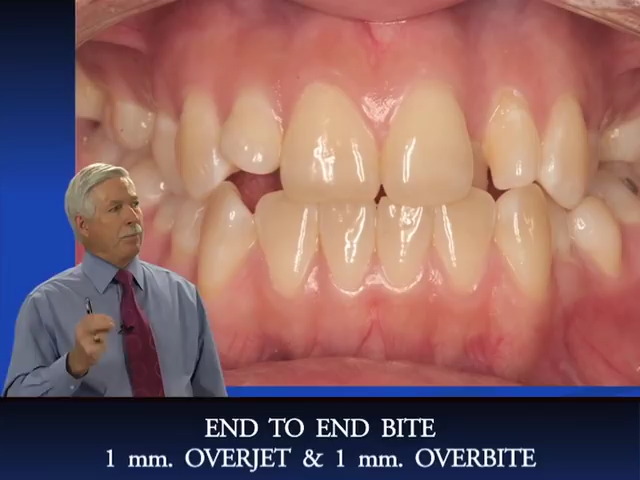 END TO END BITE
1 mm. OVERJET & 1 mm. OVERBITE